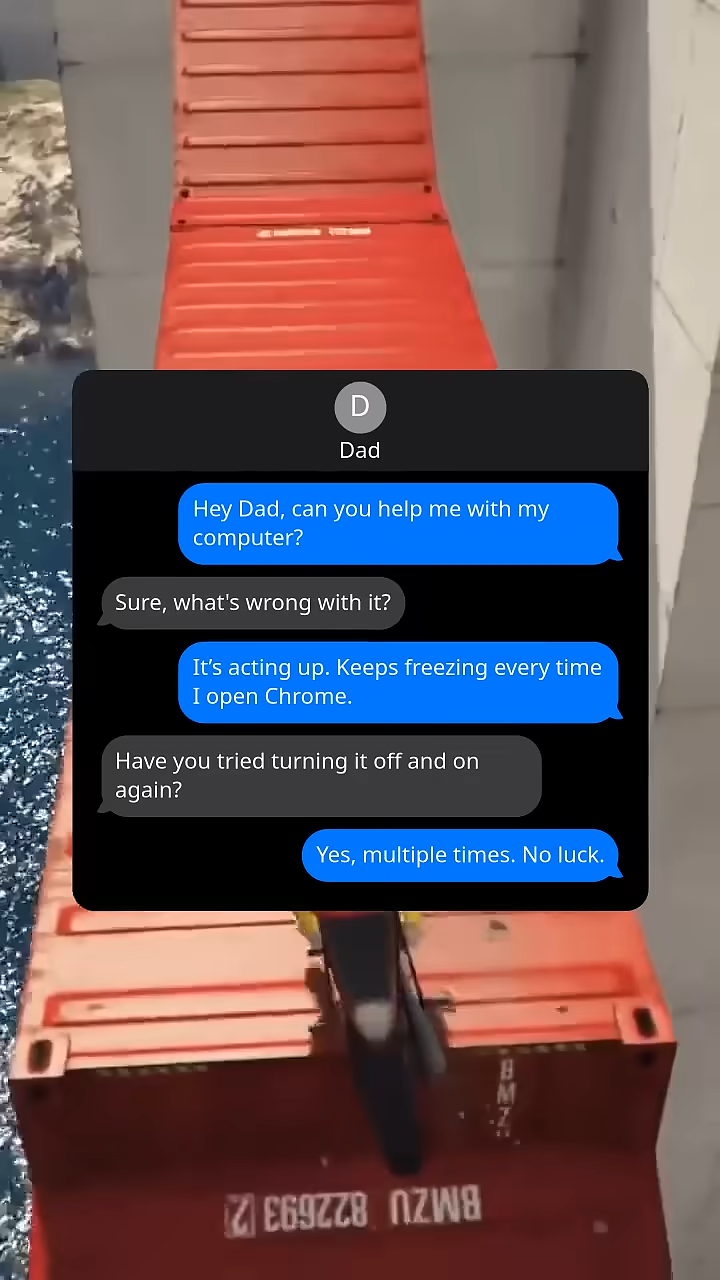 D
Dad
Hey Dad, can you help me with my
computer?
Sure, what's wrong with it?
It’s acting up. Keeps freezing every time
I open Chrome.
Have you tried turning it off and on
again?
Yes, multiple times. No luck.
BMZ
BMZU 822693 2